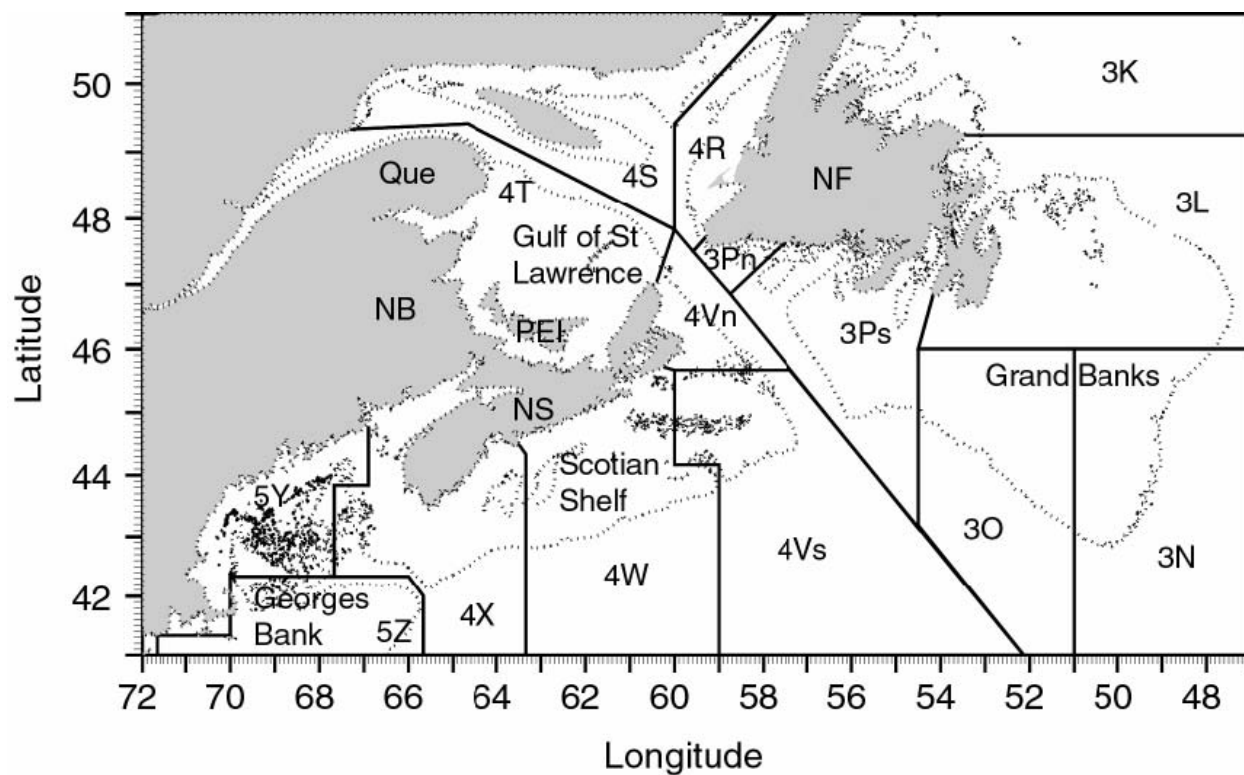 50
3K
4R
Que
NF
4S
4T
48
3L
Gulf of St
Lawrence
3Pn
NB
4Vn
PEI
3Ps
46
Grand Banks
NS
Scotian
Shelf
44
5Y
3O
4Vs
3N
4W
42
Georges
Bank
4X
5Z
72 70 68 66 64 62 60 58 56 54 52 50 48
Latitude
Longitude